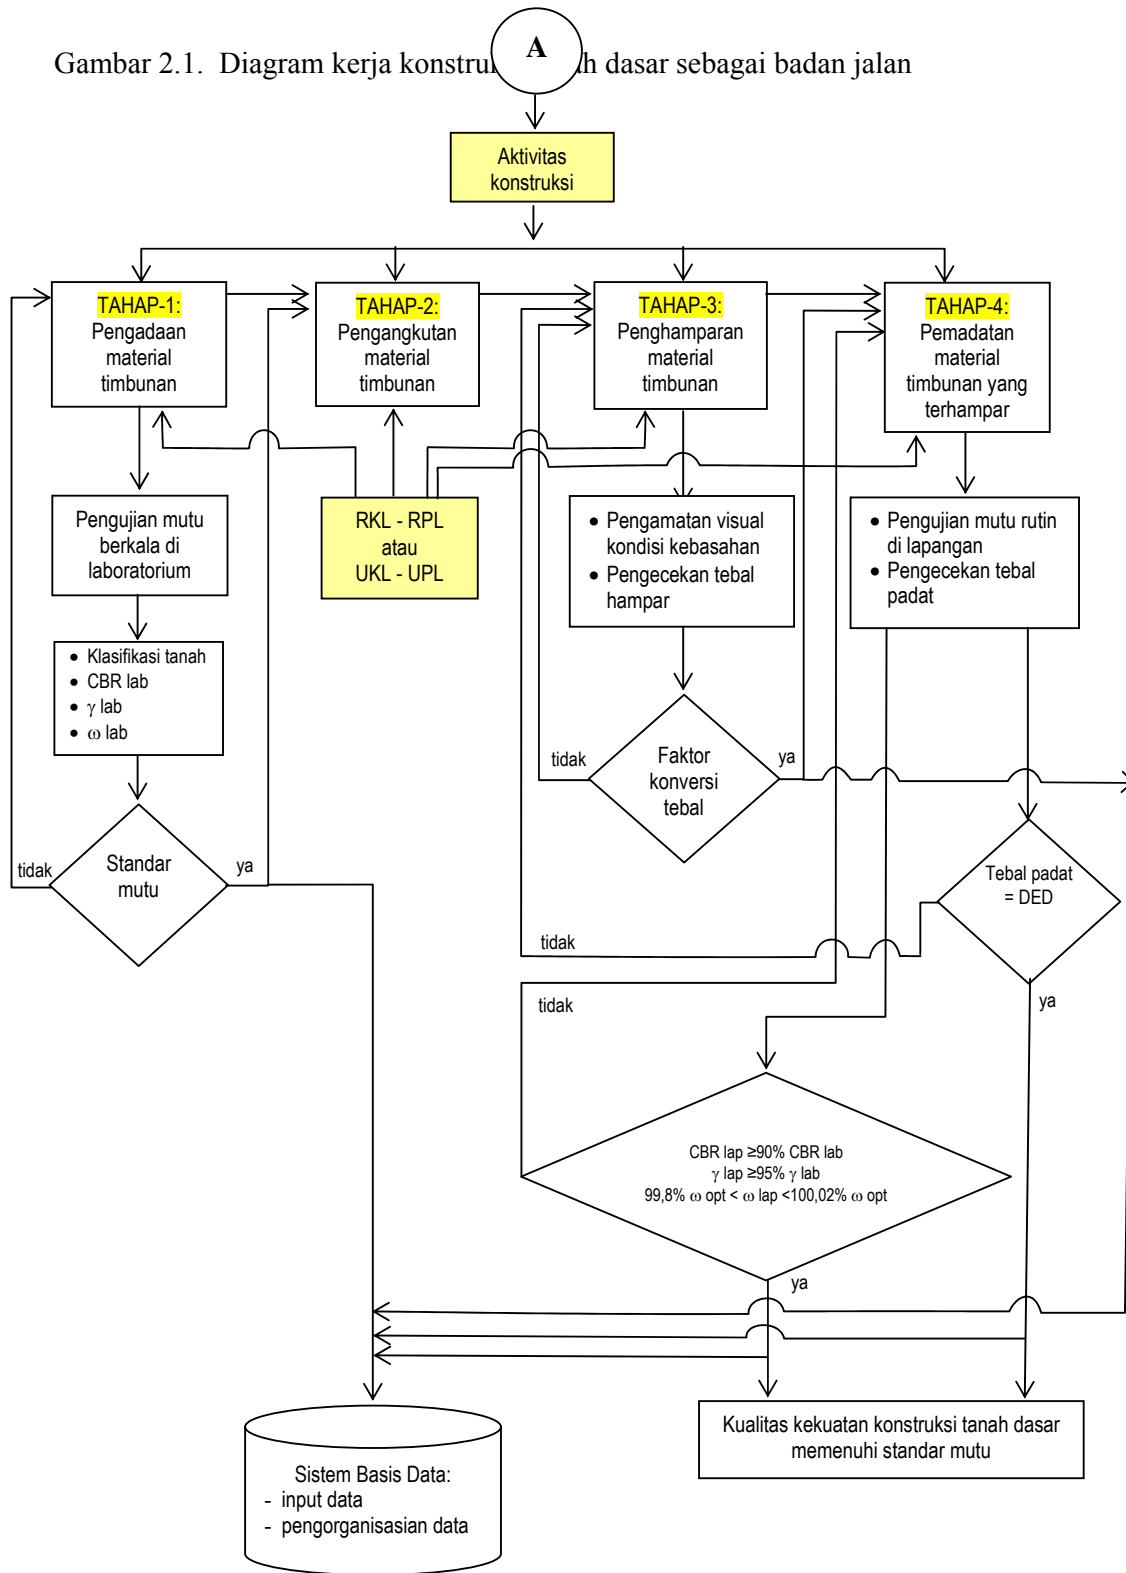 A
Gambar 2.1. Diagram kerja konstruk h dasar sebagai badan jalan
Aktivitas
konstruksi
TAHAP-1:
Pengadaan
material
timbunan
TAHAP-2:
Pengangkutan
material
timbunan
TAHAP-3:
Penghamparan
material
timbunan
TAHAP-4:
Pemadatan
material
timbunan yang
terhampar
Pengujian mutu
berkala di
laboratorium
RKL - RPL
atau
UKL - UPL
• Pengamatan visual
kondisi kebasahan
• Pengecekan tebal
hampar
• Pengujian mutu rutin
di lapangan
• Pengecekan tebal
padat
• Klasifikasi tanah
• CBR lab
• γ lab
• ω lab
tidak
Faktor
konversi
tebal
ya
tidak
Standar
mutu
ya
Tebal padat
= DED
tidak
ya
tidak
CBR lap ≥90% CBR lab
γ lap ≥95% γ lab
99,8% ω opt < ω lap <100,02% ω opt
ya
Kualitas kekuatan konstruksi tanah dasar
memenuhi standar mutu
Sistem Basis Data:
- input data
- pengorganisasian data